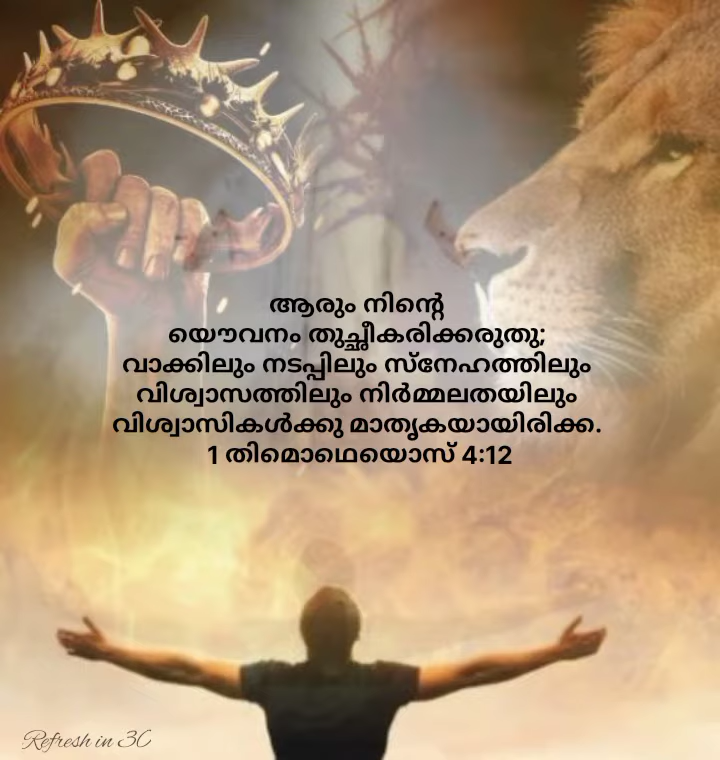 ആരും നിന്റെ
യൌവനം തുച്ഛീകരിക്കരുതു;
വാക്കിലും നടപ്പിലും സ്നേഹത്തിലും
വിശ്വാസത്തിലും നിർമ്മലതയിലും
വിശ്വാസികൾക്കു മാതൃകയായിരിക്ക.
1 തിമൊഥെയൊസ് 4:12
Refresh in 3C